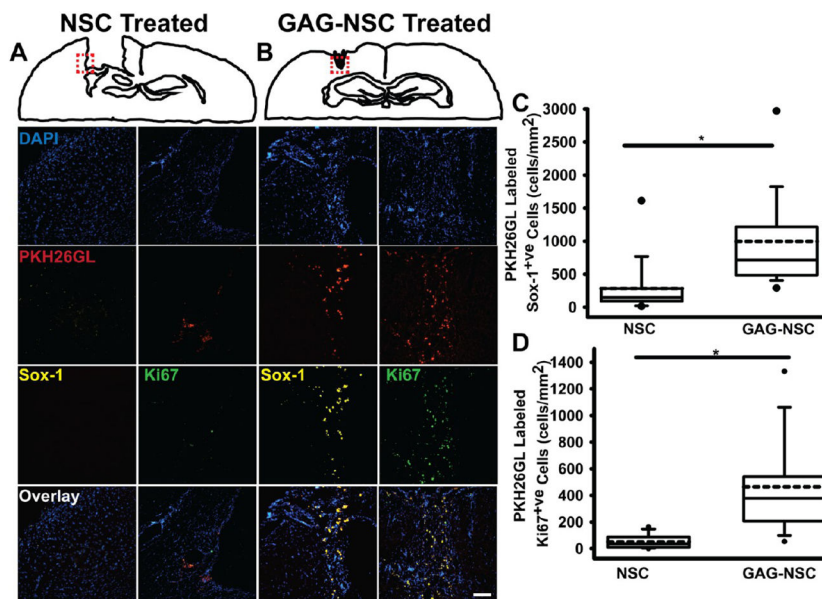 NSC Treated
GAG-NSC Treated
A
B
DAPI
PKH26GL
Sox-1
Ki67
Sox-1
Ki67
Overlay
C
PKH26GL Labeled
Sox-1+ve Cells (cells/mm²)
3000
2500
2000
1500
1000
500
0
*
NSC
GAG-NSC
D
PKH26GL Labeled
Ki67+ve Cells (cells/mm²)
1400
1200
1000
800
600
400
200
0
*
NSC
GAG-NSC